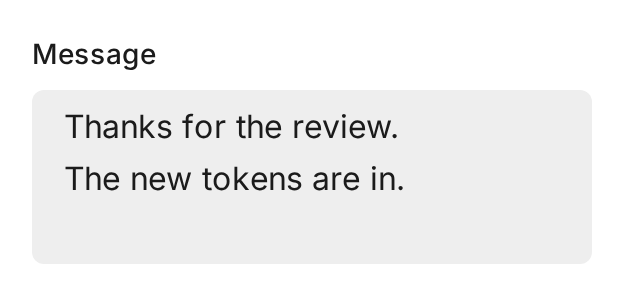 Message
Thanks for the review.
The new tokens are in.